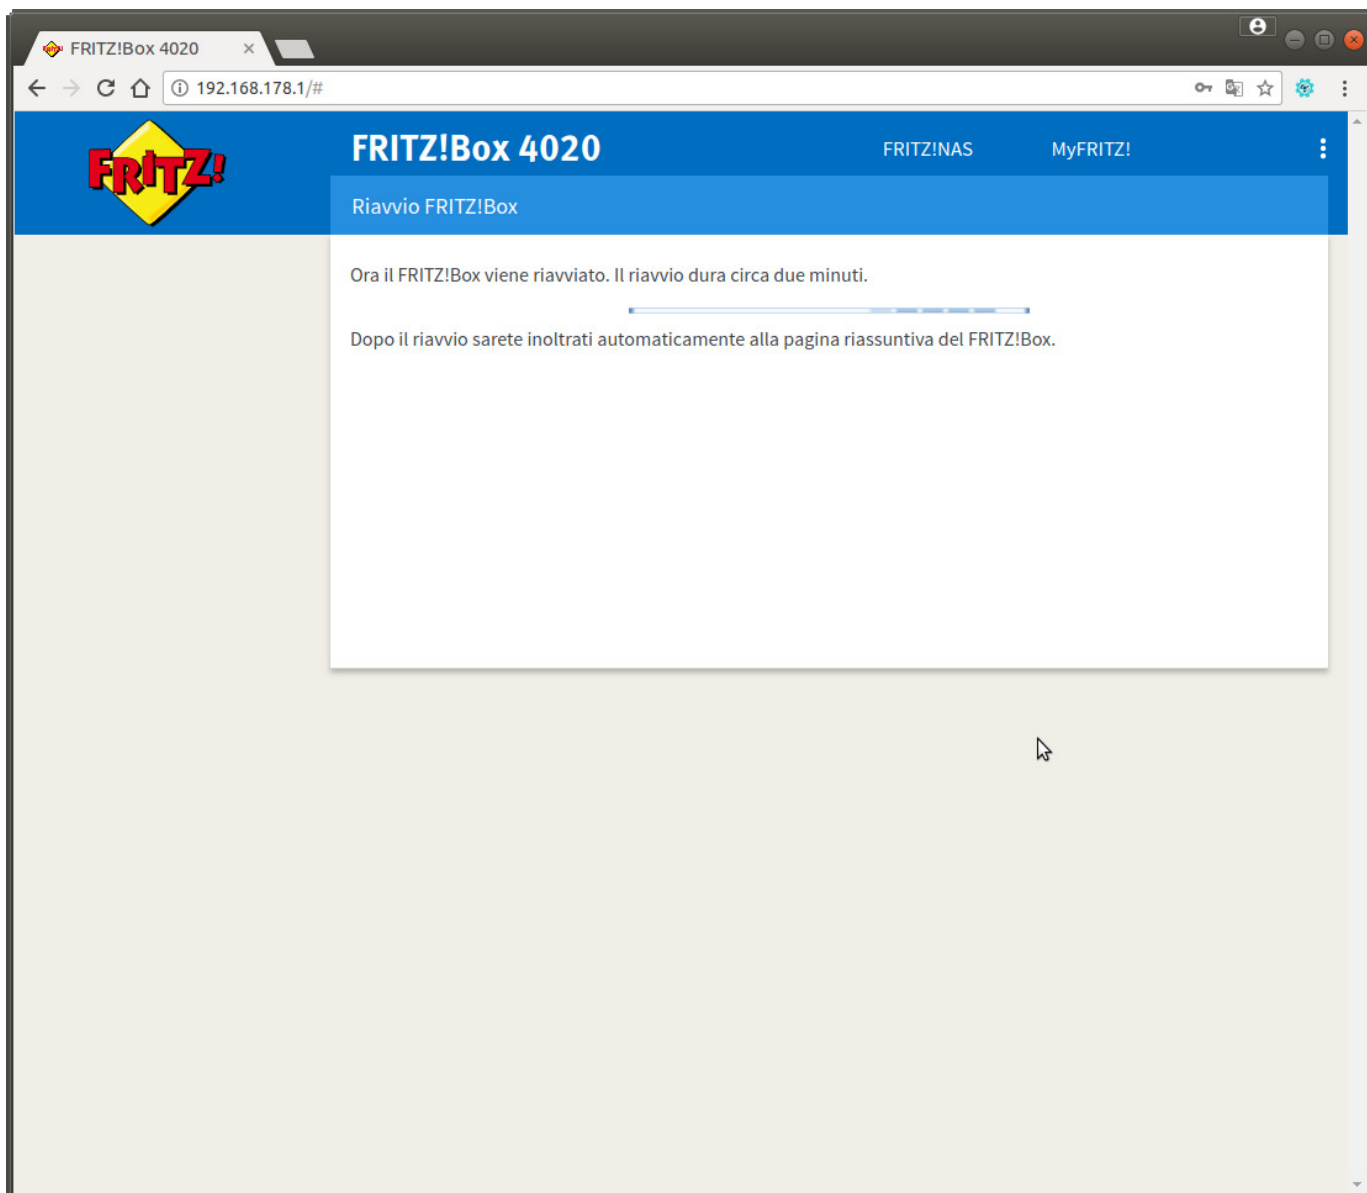 FRITZ!Box 4020
192.168.178.1/#
FRITZ!
FRITZ!Box 4020
FRITZ!NAS
MyFRITZ!
Riavvio FRITZ!Box
Ora il FRITZ!Box viene riavviato. Il riavvio dura circa due minuti.
Dopo il riavvio sarete inoltrati automaticamente alla pagina riassuntiva del FRITZ!Box.